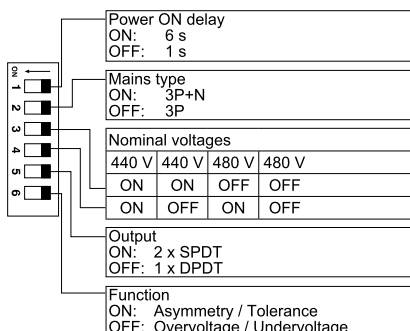 Power ON delay
ON: 6 s
OFF: 1 s
Mains type
ON: 3P+N
OFF: 3P
Nominal voltages
440 V 440 V 480 V 480 V
ON ON OFF OFF
ON OFF ON OFF
Output
ON: 2 x SPDT
OFF: 1 x DPDT
Function
ON: Asymmetry / Tolerance
OFF: Overvoltage / Undervoltage
ON
1
2
3
4
5
6